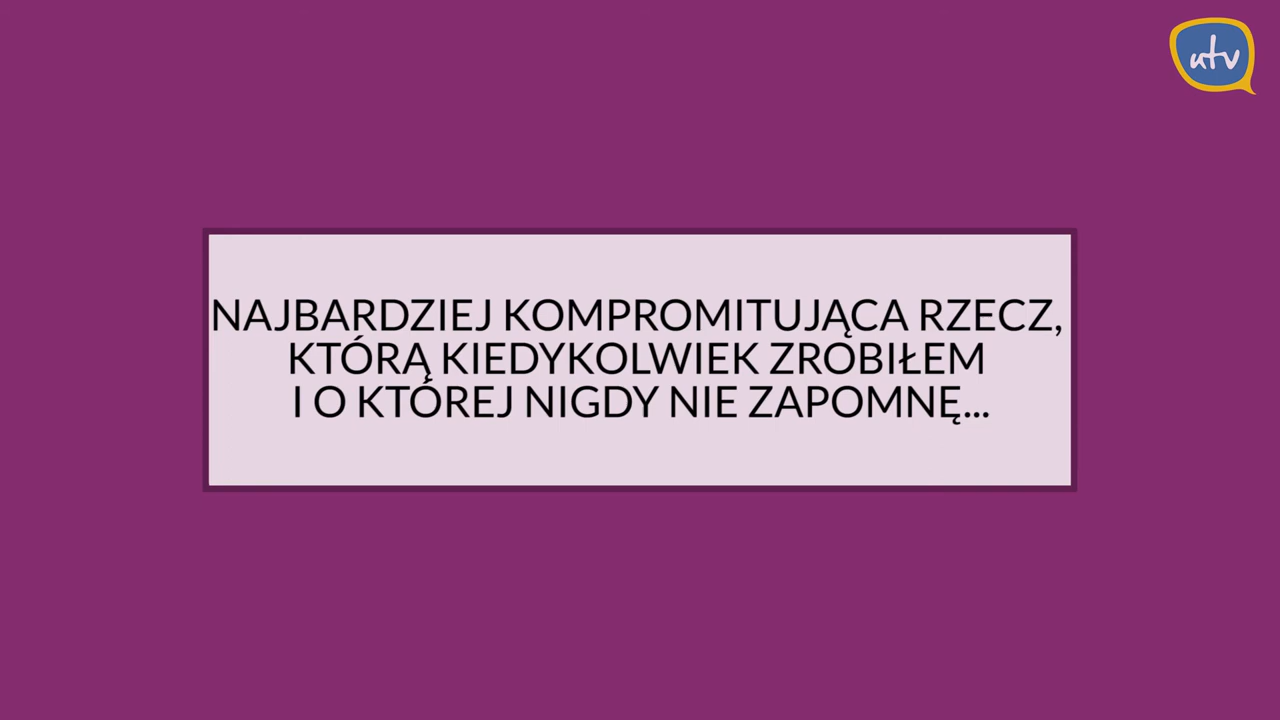 utv
NAJBARDZIEJ KOMPROMITUJĄCA RZECZ,
KTÓRĄ KIEDYKOLWIEK ZROBIŁEM
I O KTÓREJ NIGDY NIE ZAPOMNĘ...